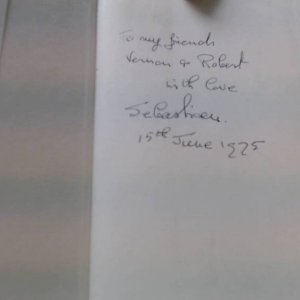 To my friends
Vernon & Robert
with love
Sebastian.
15th June 1975